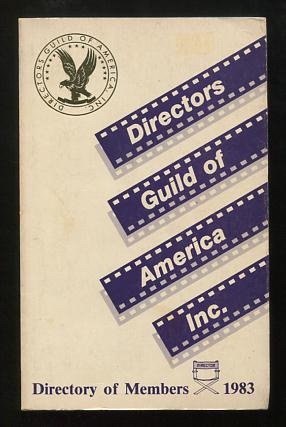 DIRECTORS GUILD OF AMERICA, INC.
Directors
Guild of
America
Inc.
DIRECTOR
Directory of Members
1983